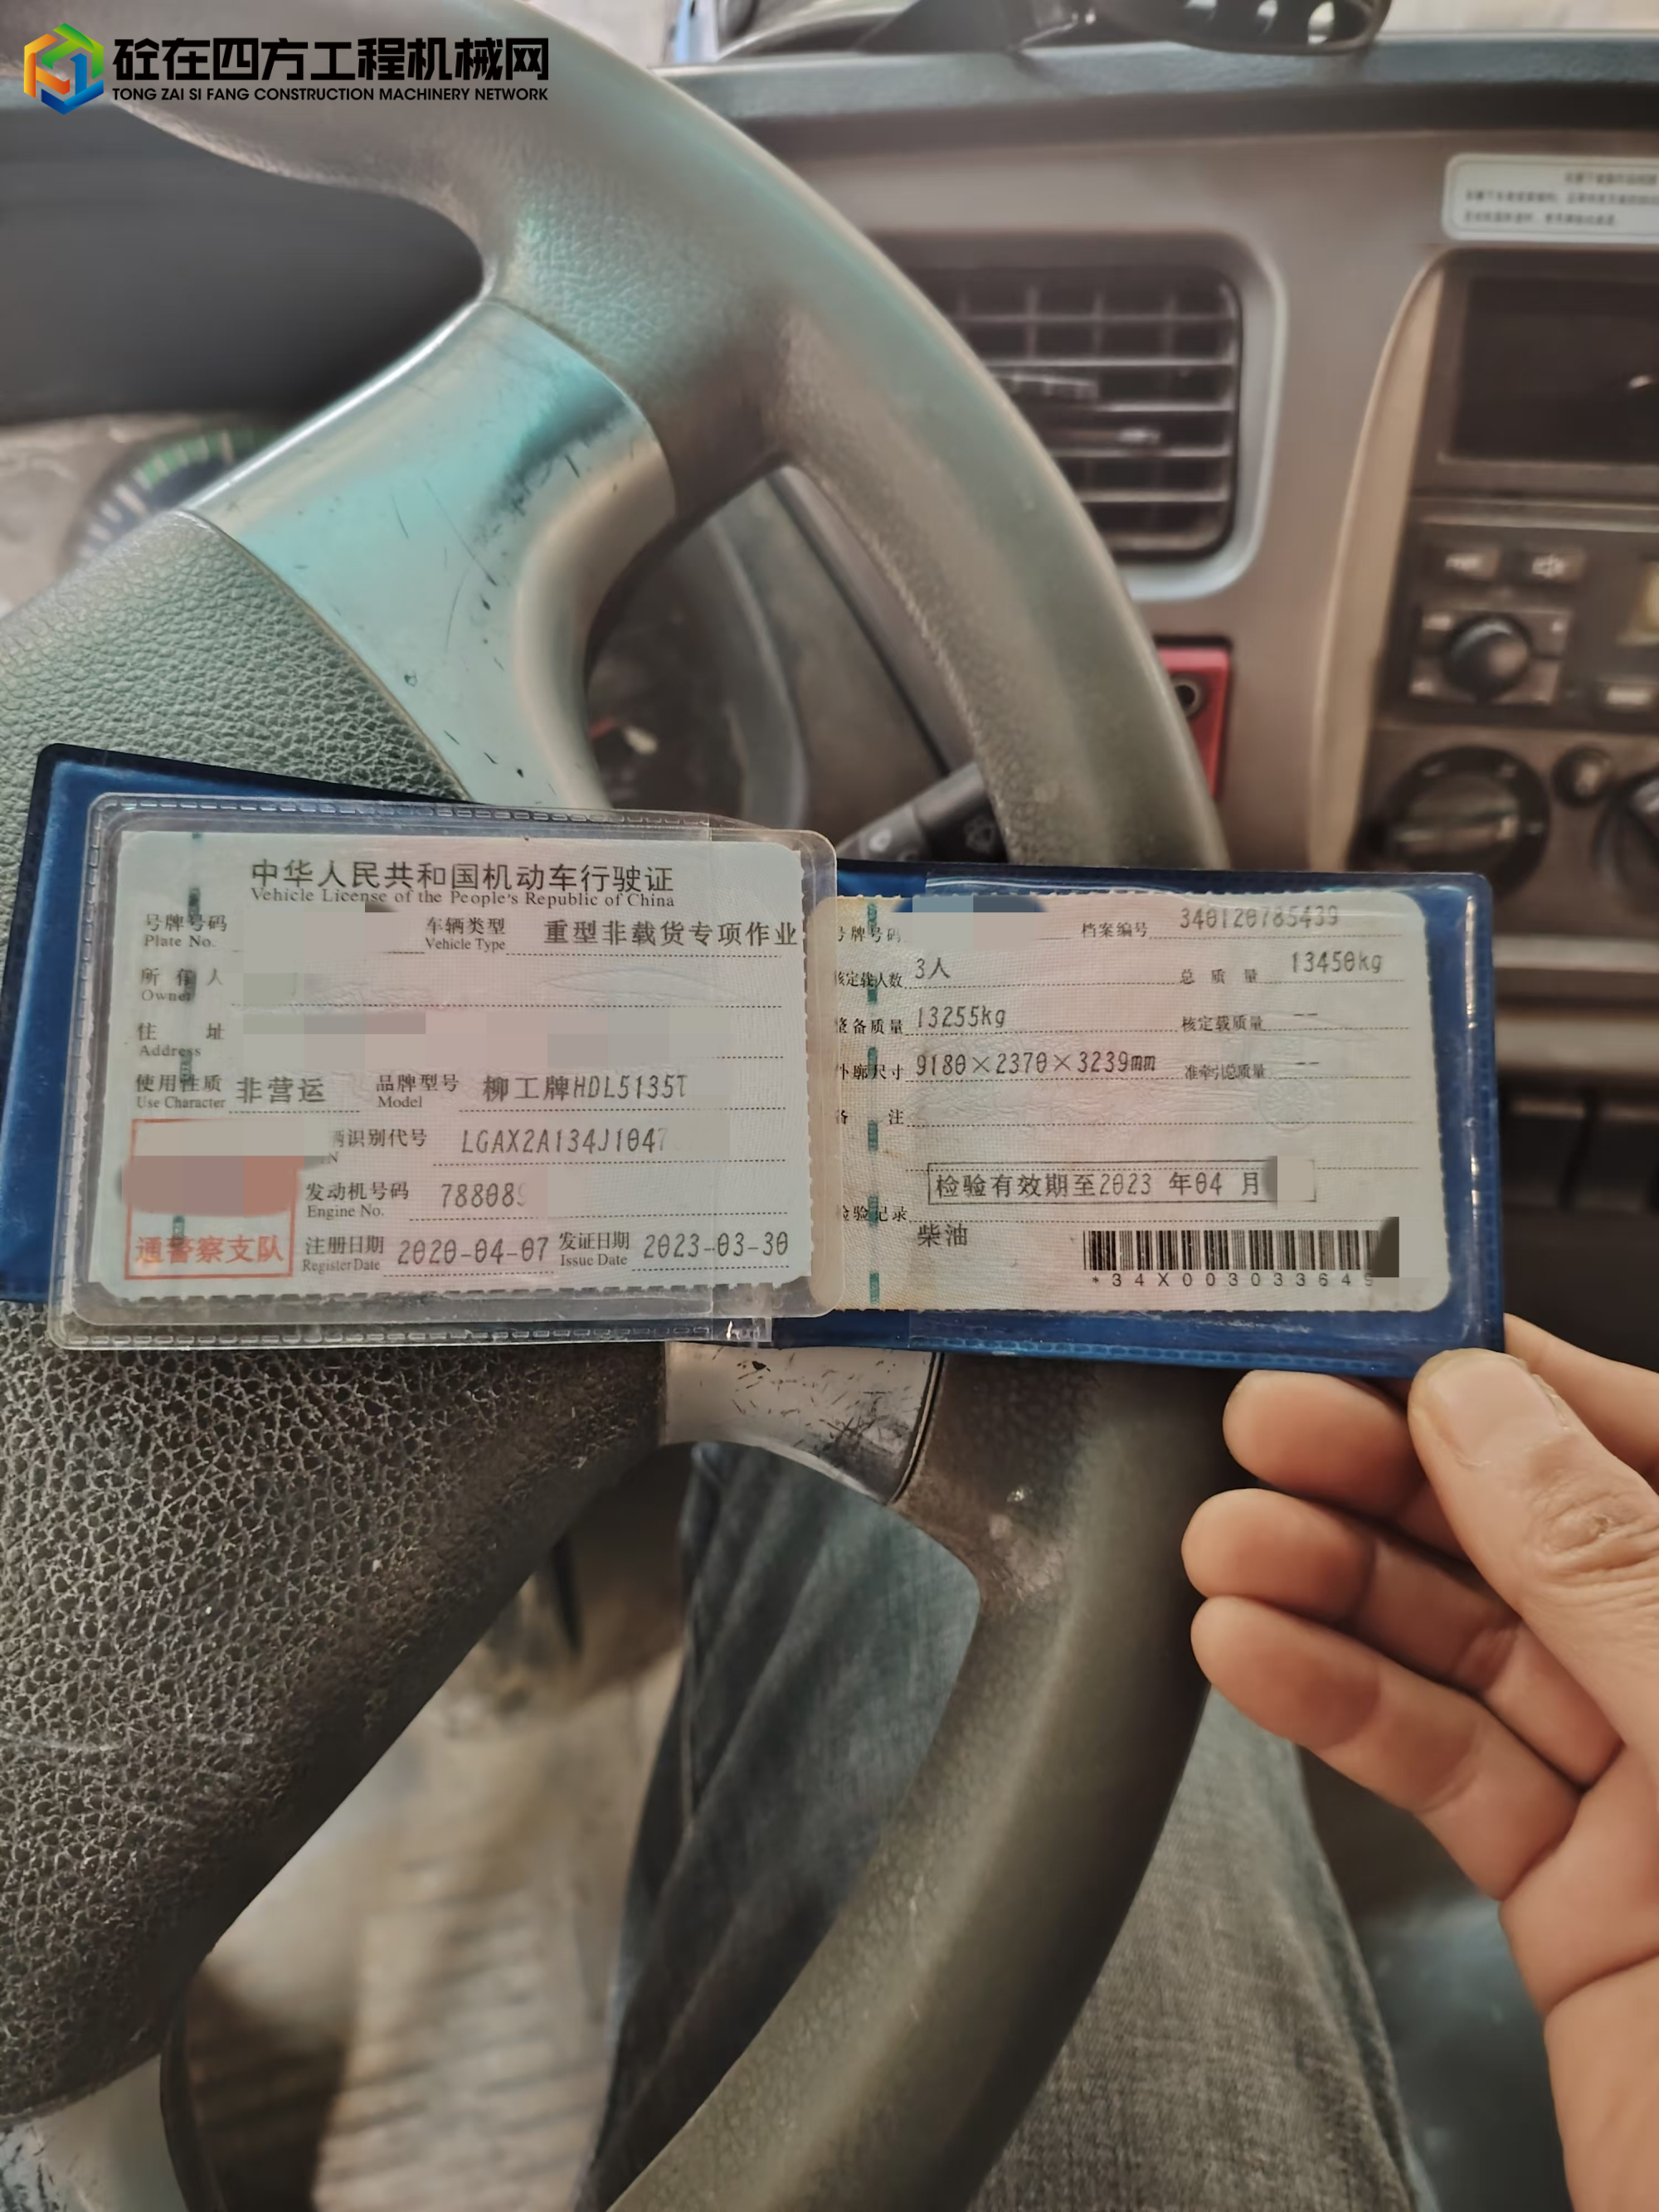 砼在四方工程机械网
TONG ZAI SI FANG CONSTRUCTION MACHINERY NETWORK
中华人民共和国机动车行驶证
Vehicle License of the People's Republic of China
号牌号码
Plate No.
车辆类型 重型非载货专项作业
Vehicle Type
所有人
Owner
住址
Address
使用性质 非营运 品牌型号 柳工牌HDL5135T
Use Character Model
识别代号 LGAX2A134J1047
N
发动机号码 78808
Engine No.
通警察支队
注册日期 2020-04-07 发证日期 2023-03-30
Register Date Issue Date
号牌号码 档案编号 340120785439
核定载人数 3人 总质量 13450kg
整备质量 13255kg 核定载质量 --
外廓尺寸 9180×2370×3239mm 准牵引总质量 --
备注
检验有效期至2023 年04 月
检验记录
柴油
*34X003033649